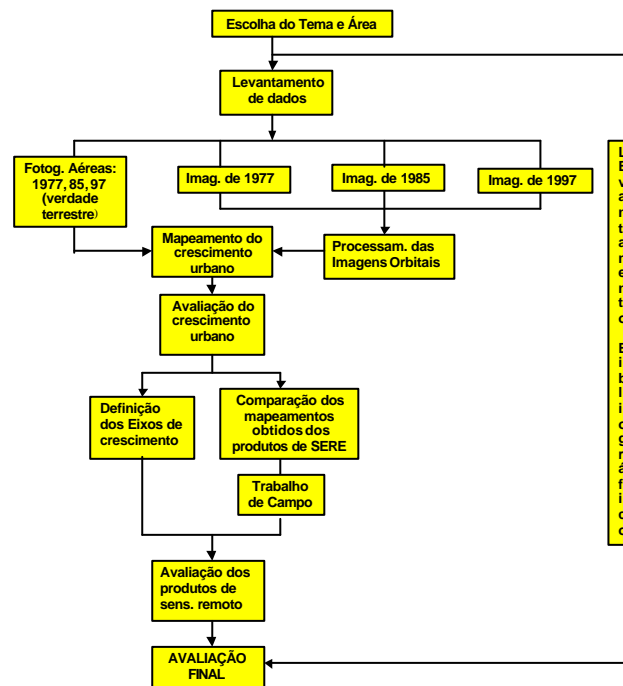 Escolha do Tema e Área
Levantamento
de dados
Fotog. Aéreas:
1977, 85, 97
(verdade
terrestre)
Imag. de 1977
Imag. de 1985
Imag. de 1997
Mapeamento do
crescimento
urbano
Processam. das
Imagens Orbitais
Avaliação do
crescimento
urbano
Definição
dos Eixos de
crescimento
Comparação dos
mapeamentos
obtidos dos
produtos de SERE
Trabalho
de Campo
Avaliação dos
produtos de
sens. remoto
AVALIAÇÃO
FINAL
Levantamento
Bibliográfico